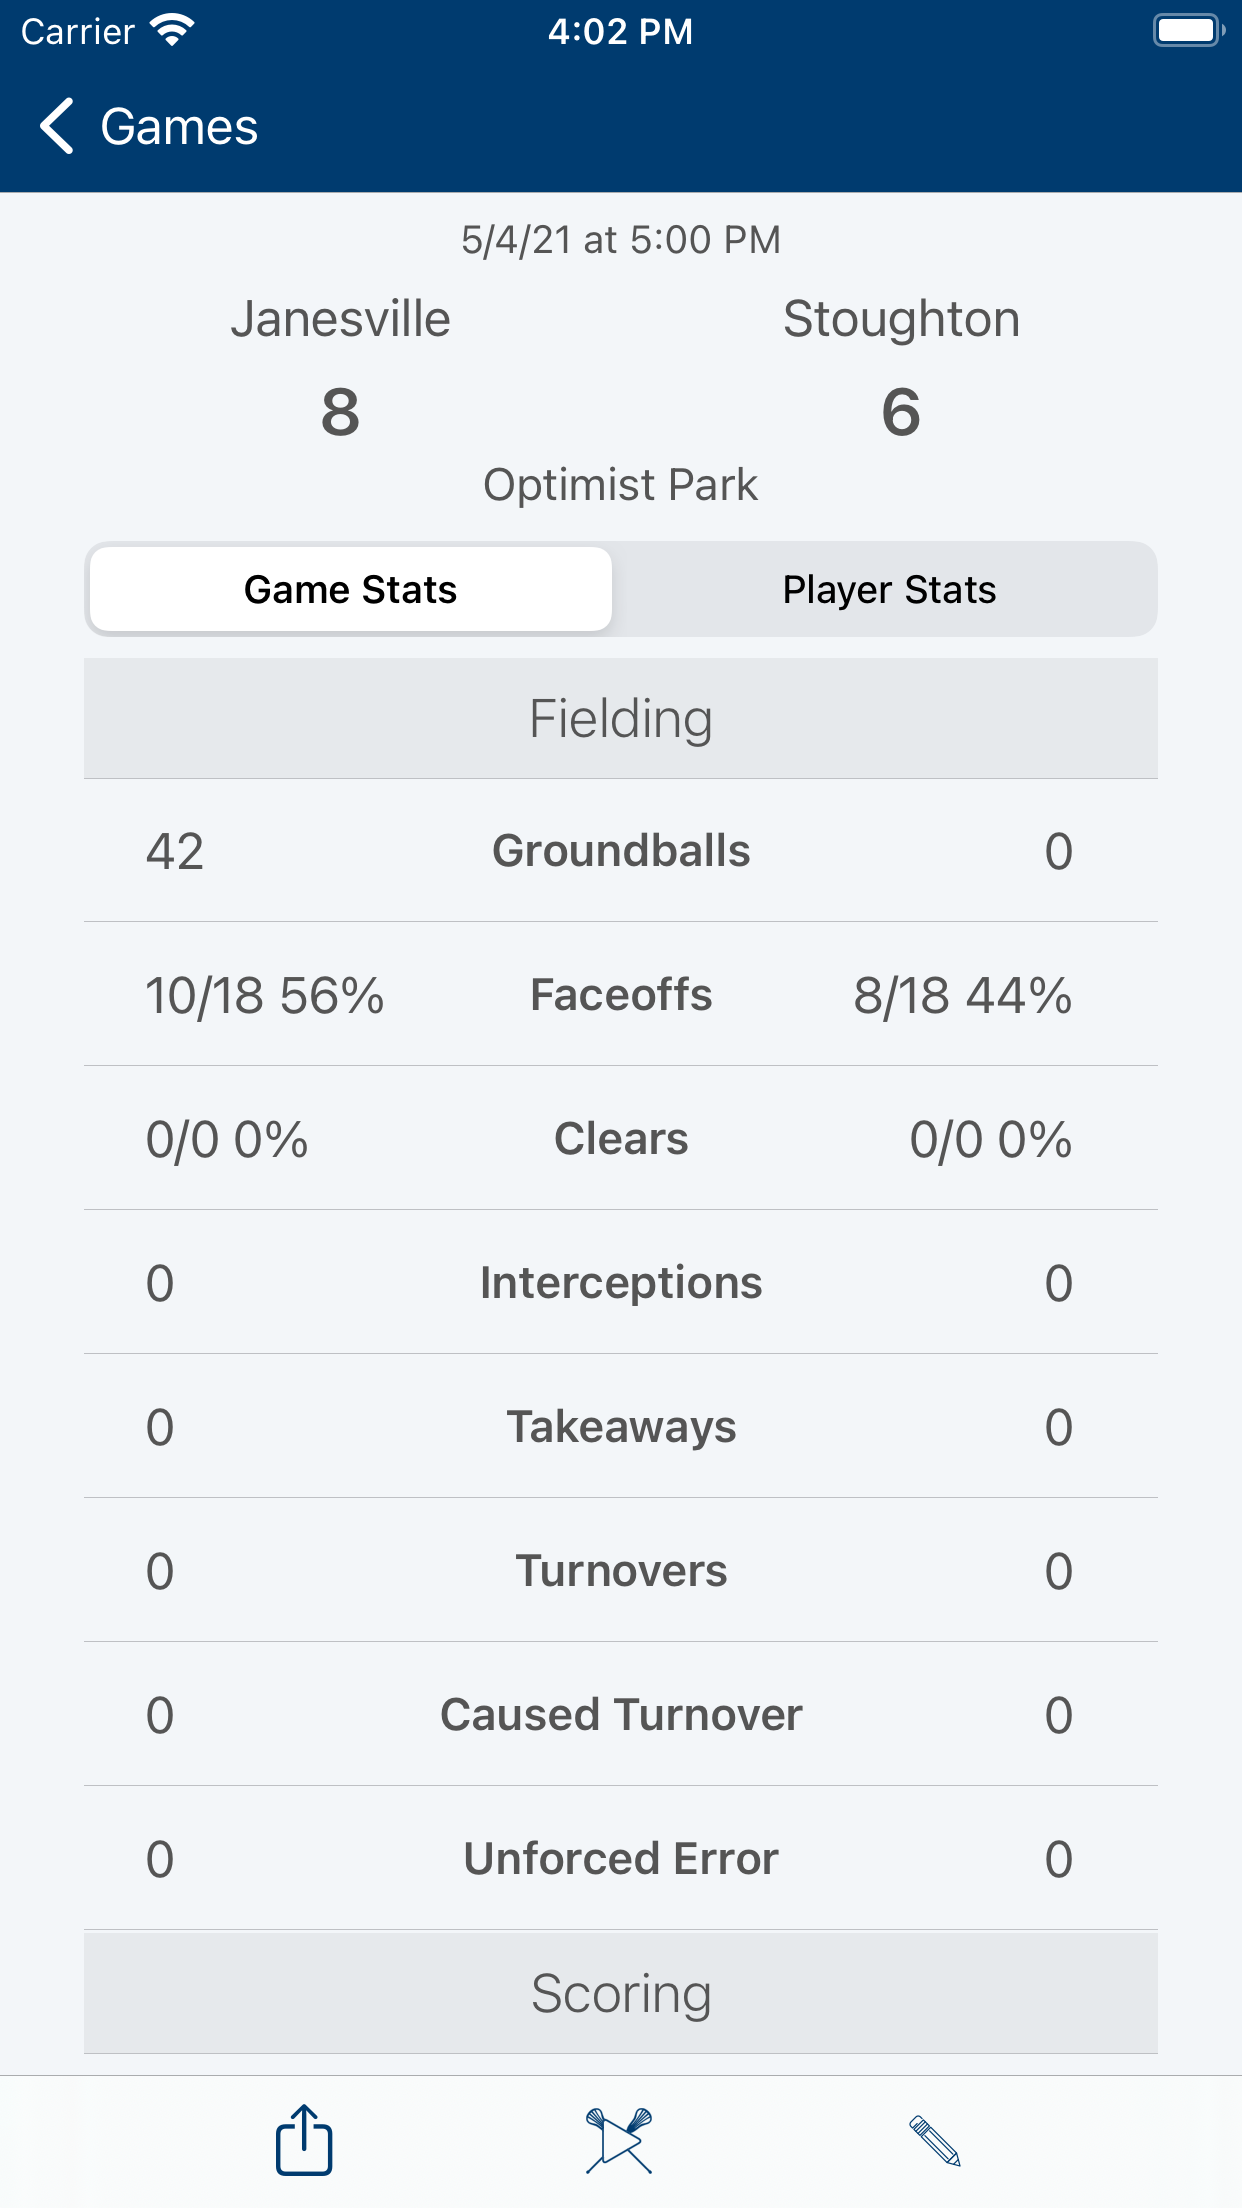 Carrier 4:02 PM
Games
5/4/21 at 5:00 PM
Janesville Stoughton
8 6
Optimist Park
Game Stats Player Stats
Fielding
42 Groundballs 0
10/18 56% Faceoffs 8/18 44%
0/0 0% Clears 0/0 0%
0 Interceptions 0
0 Takeaways 0
0 Turnovers 0
0 Caused Turnover 0
0 Unforced Error 0
Scoring